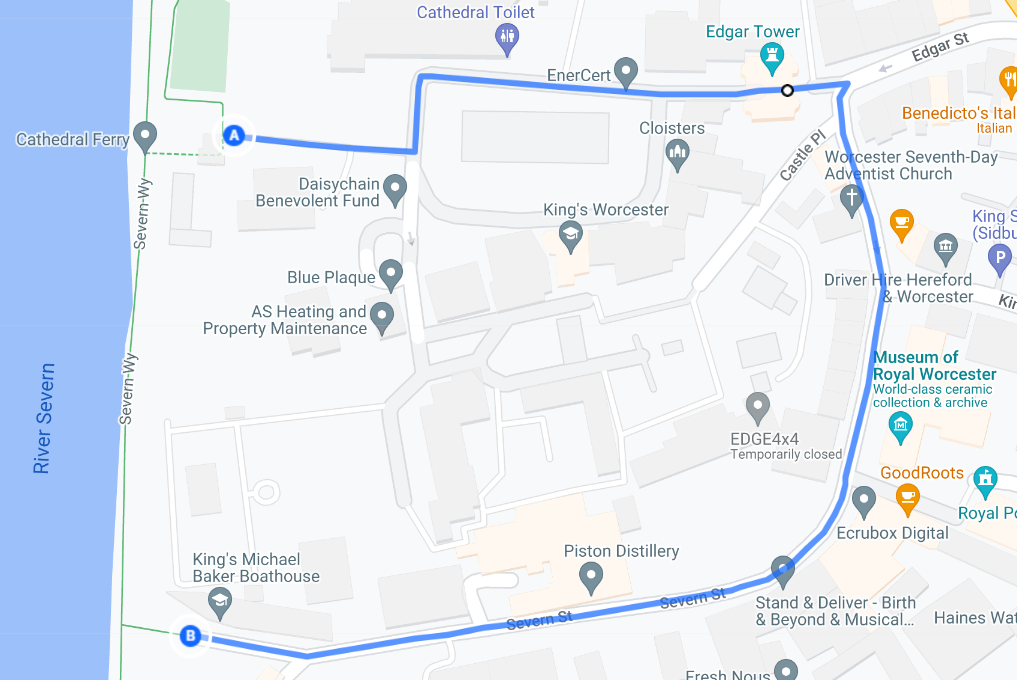 Cathedral Toilet
Edgar Tower
Edgar St
EnerCert
Benedicto's Ital
Italian
A
Cathedral Ferry
Cloisters
Castle Pl
Worcester Seventh-Day
Adventist Church
Daisychain
Benevolent Fund
Severn-Wy
King's Worcester
King S
(Sidbu
P
Blue Plaque
Driver Hire Hereford
& Worcester
Kin
AS Heating and
Property Maintenance
Severn-Wy
River Severn
Museum of
Royal Worcester
World-class ceramic
collection & archive
M
EDGE4x4
Temporarily closed
GoodRoots
Royal Po
Ecrubox Digital
King's Michael
Baker Boathouse
Piston Distillery
Severn St
Severn St
Stand & Deliver - Birth
& Beyond & Musical...
Haines Wat
B
Fresh Nous